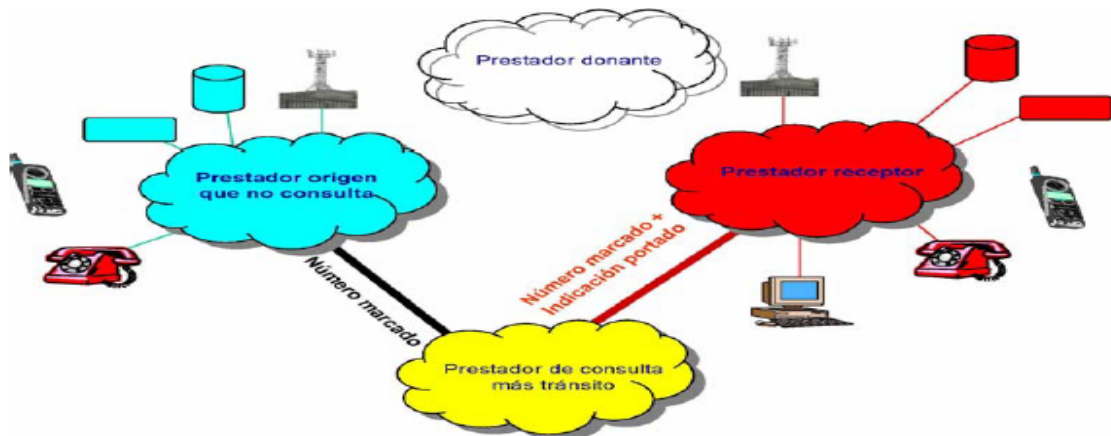 Prestador donante
Prestador origen
que no consulta
Prestador receptor
Número marcado
Número marcado +
Indicación portado
Prestador de consulta
más tránsito